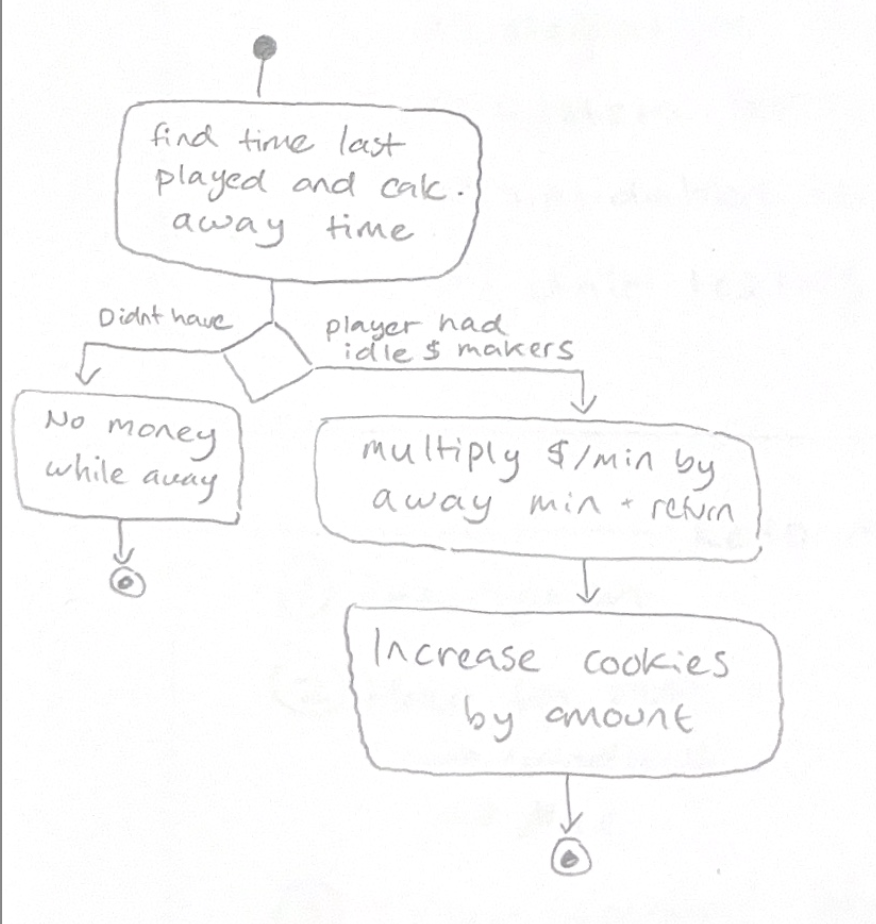 find time last
played and calc.
away time
Didnt have
player had
idle $ makers
No money
while away
multiply $/min by
away min + return
Increase cookies
by amount